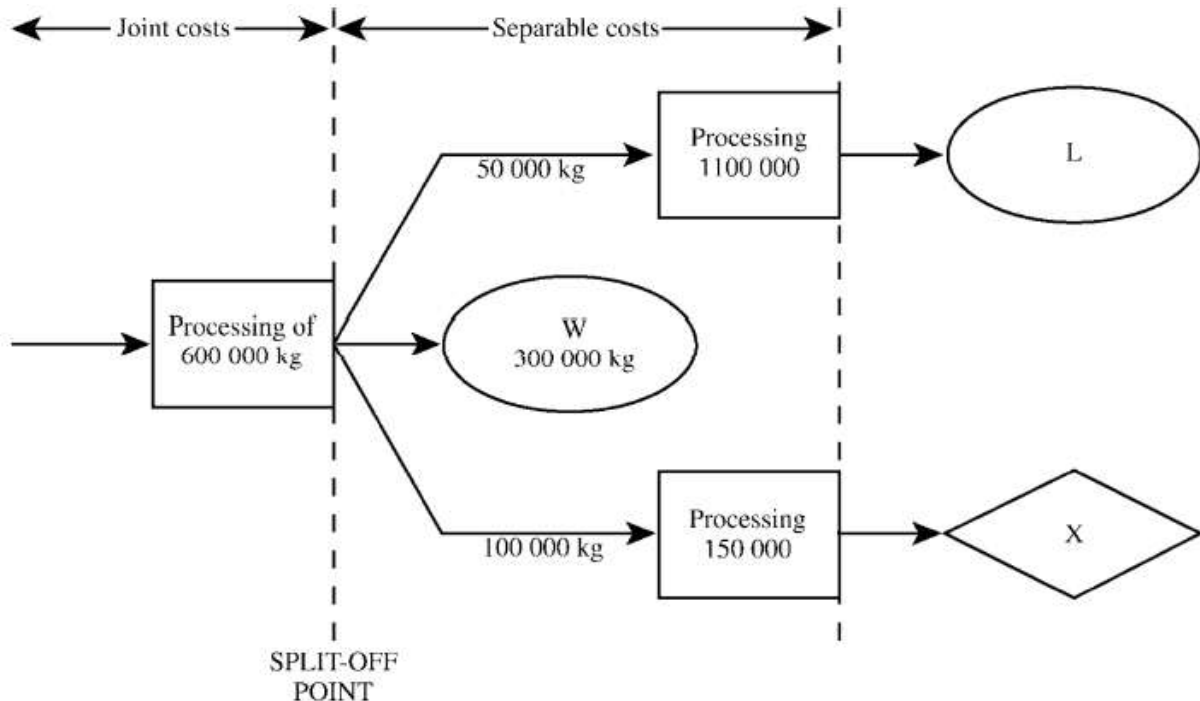 Joint costs
Separable costs
Processing
1100 000
L
50 000 kg
Processing of
600 000 kg
W
300 000 kg
Processing
150 000
X
100 000 kg
SPLIT-OFF
POINT